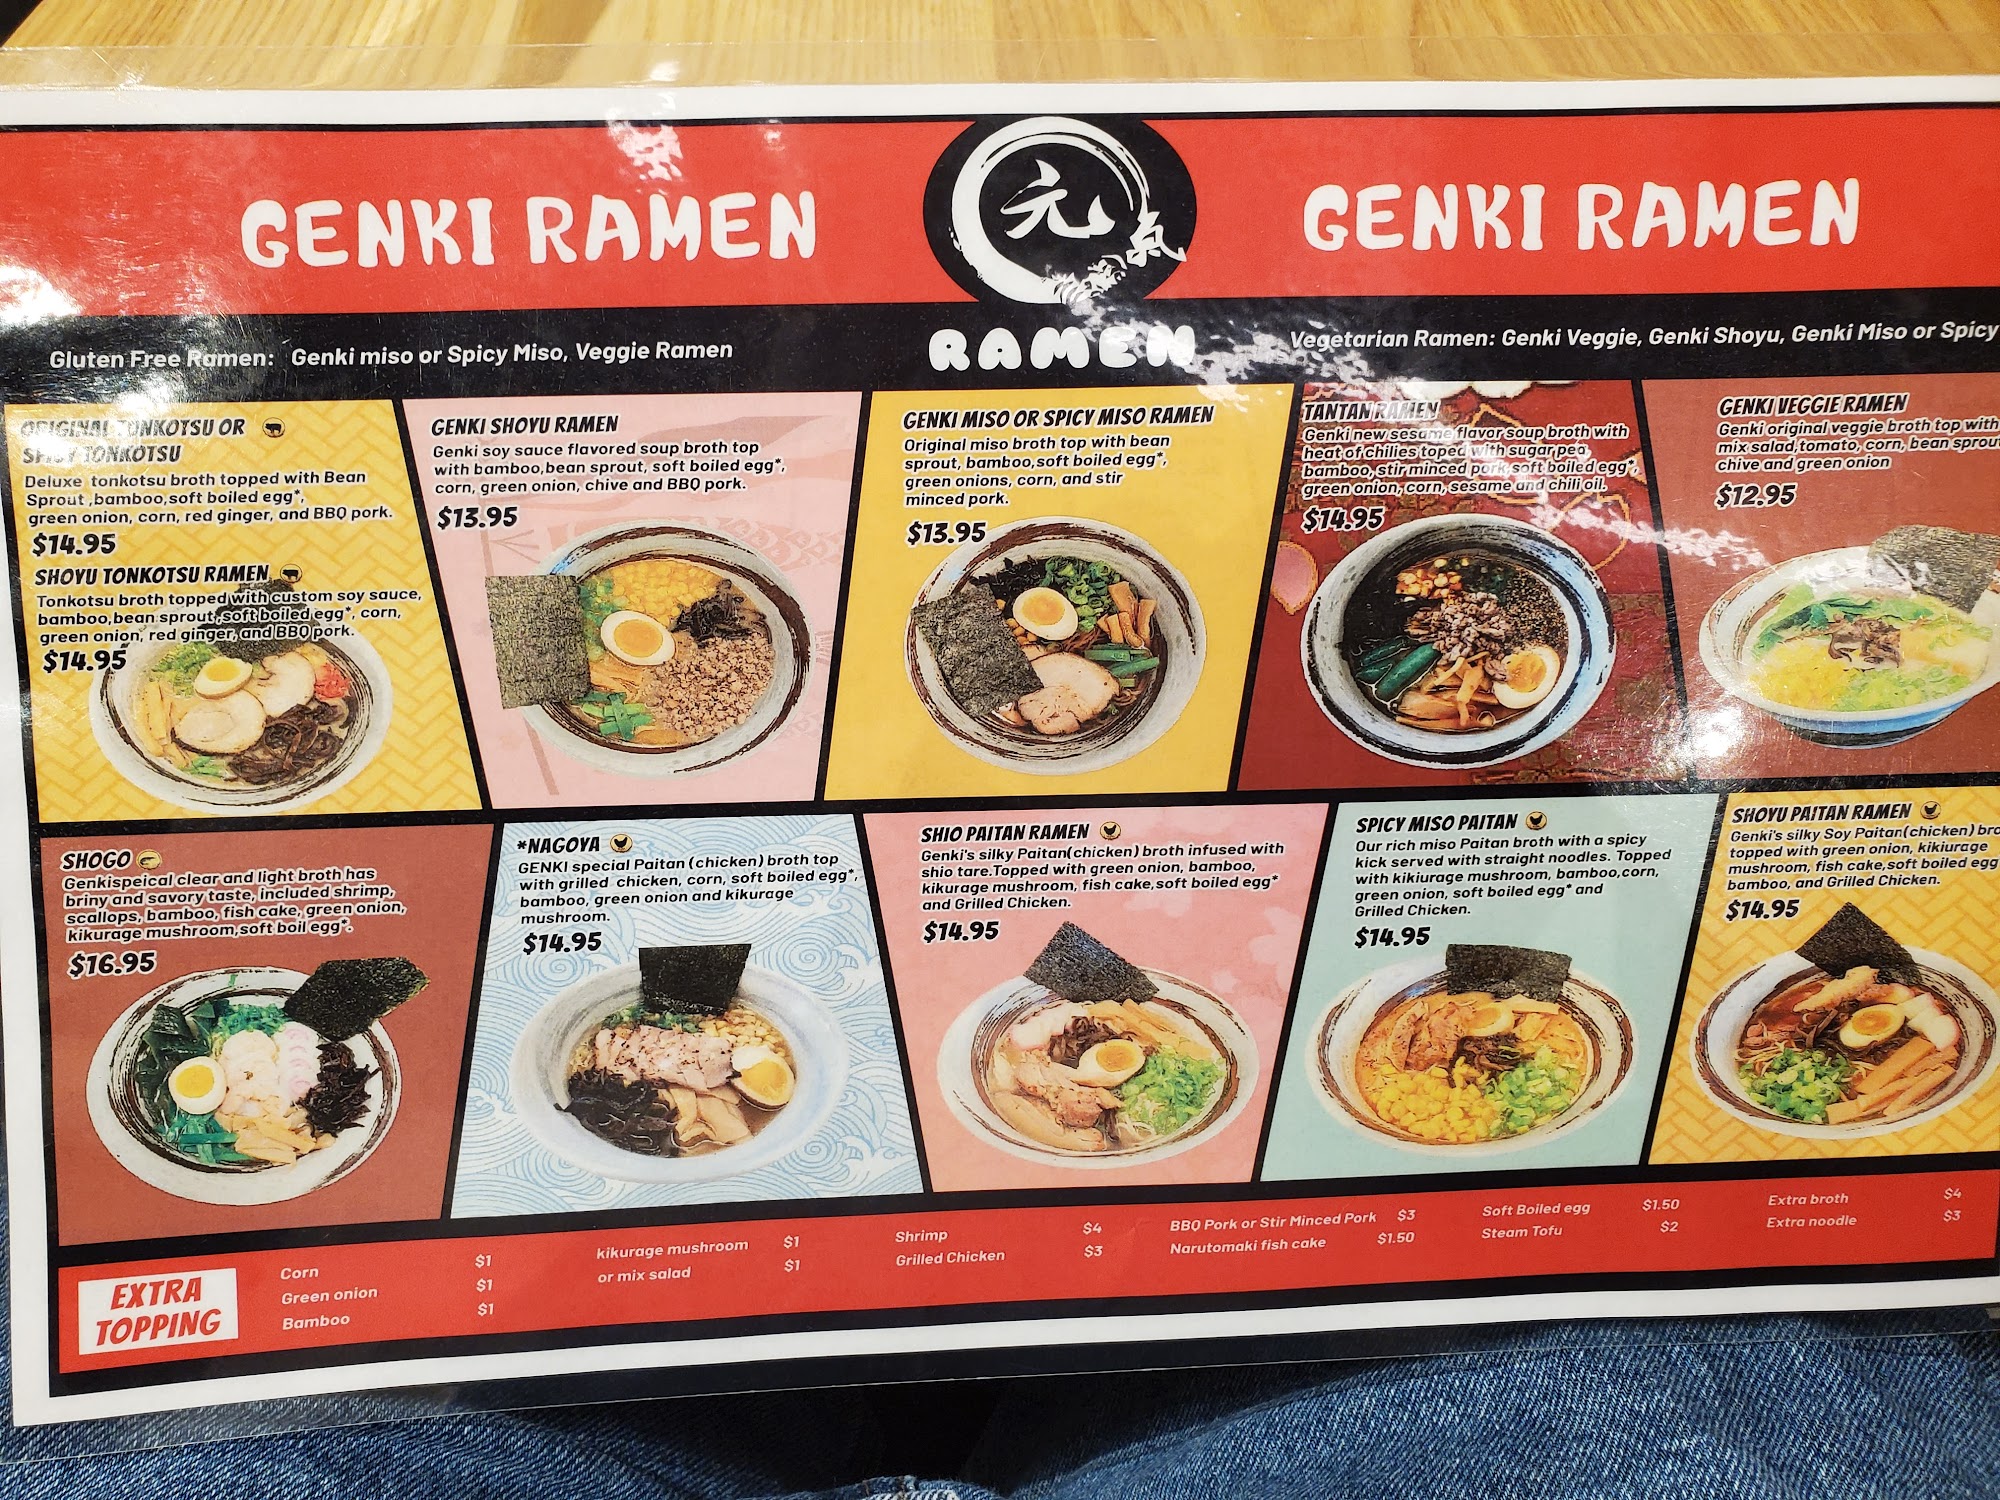 GENKI RAMEN
元氣
RAMEN
GENKI RAMEN
Gluten Free Ramen: Genki miso or Spicy Miso, Veggie Ramen
Vegetarian Ramen: Genki Veggie, Genki Shoyu, Genki Miso or Spicy
ORIGINAL TONKOTSU OR
SPICY TONKOTSU
Deluxe tonkotsu broth topped with Bean
Sprout ,bamboo,soft boiled egg*,
green onion, corn, red ginger, and BBQ pork.
$14.95
SHOYU TONKOTSU RAMEN
Tonkotsu broth topped with custom soy sauce,
bamboo,bean sprout,soft boiled egg*, corn,
green onion, red ginger, and BBQ pork.
$14.95
GENKI SHOYU RAMEN
Genki soy sauce flavored soup broth top
with bamboo,bean sprout, soft boiled egg*,
corn, green onion, chive and BBQ pork.
$13.95
GENKI MISO OR SPICY MISO RAMEN
Original miso broth top with bean
sprout, bamboo,soft boiled egg*,
green onions, corn, and stir
minced pork.
$13.95
TANTAN RAMEN
Genki new sesame flavor soup broth with
heat of chilies toped with sugar pea,
bamboo, stir minced pork,soft boiled egg*,
green onion, corn, sesame and chili oil.
$14.95
GENKI VEGGIE RAMEN
Genki original veggie broth top with
mix salad,tomato, corn, bean sprout
chive and green onion
$12.95
SHOGO
Genkispeical clear and light broth has
briny and savory taste, included shrimp,
scallops, bamboo, fish cake, green onion,
kikurage mushroom,soft boil egg*.
$16.95
*NAGOYA
GENKI special Paitan (chicken) broth top
with grilled chicken, corn, soft boiled egg*,
bamboo, green onion and kikurage
mushroom.
$14.95
SHIO PAITAN RAMEN
Genki's silky Paitan(chicken) broth infused with
shio tare.Topped with green onion, bamboo,
kikurage mushroom, fish cake,soft boiled egg*
and Grilled Chicken.
$14.95
SPICY MISO PAITAN
Our rich miso Paitan broth with a spicy
kick served with straight noodles. Topped
with kikiurage mushroom, bamboo,corn,
green onion, soft boiled egg* and
Grilled Chicken.
$14.95
SHOYU PAITAN RAMEN
Genki's silky Soy Paitan(chicken) bro
topped with green onion, kikiurage
mushroom, fish cake,soft boiled egg
bamboo, and Grilled Chicken.
$14.95
EXTRA
TOPPING
Corn $1
Green onion $1
Bamboo $1
kikurage mushroom $1
or mix salad $1
Shrimp $4
Grilled Chicken $3
BBQ Pork or Stir Minced Pork $3
Narutomaki fish cake $1.50
Soft Boiled egg $1.50
Steam Tofu $2
Extra broth $4
Extra noodle $3